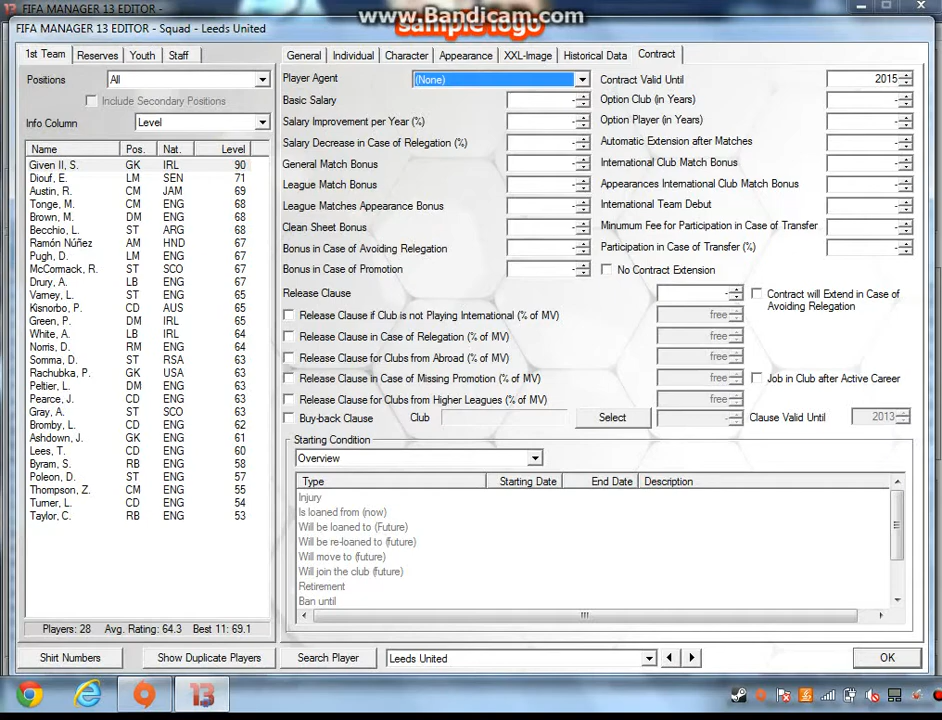 FIFA MANAGER 13 EDITOR
www.Bandicam.com
sample logo
FIFA MANAGER 13 EDITOR - Squad - Leeds United
1st Team Reserves Youth Staff
General Individual Character Appearance XXL-Image Historical Data Contract
Positions All
Include Secondary Positions
Info Column Level
Name Pos. Nat. Level
Given II, S. GK IRL 90
Diouf, E. LM SEN 71
Austin, R. CM JAM 69
Tonge, M. CM ENG 68
Brown, M. DM ENG 68
Becchio, L. ST ARG 68
Ramón Núñez AM HND 67
Pugh, D. LM ENG 67
McCormack, R. ST SCO 67
Drury, A. LB ENG 67
Varney, L. ST ENG 65
Kisnorbo, P. CD AUS 65
Green, P. DM IRL 65
White, A. LB IRL 64
Norris, D. RM ENG 64
Somma, D. ST RSA 63
Rachubka, P. GK USA 63
Peltier, L. DM ENG 63
Pearce, J. CD ENG 63
Gray, A. ST SCO 63
Bromby, L. CD ENG 62
Ashdown, J. GK ENG 61
Lees, T. CD ENG 60
Byram, S. RB ENG 58
Poleon, D. ST ENG 57
Thompson, Z. CM ENG 55
Turner, L. CD ENG 54
Taylor, C. RB ENG 53
Players: 28 Avg. Rating: 64.3 Best 11: 69.1
Player Agent (None) Contract Valid Until 2015
Basic Salary - Option Club (in Years) -
Salary Improvement per Year (%) - Option Player (in Years) -
Salary Decrease in Case of Relegation (%) - Automatic Extension after Matches -
General Match Bonus - International Club Match Bonus -
League Match Bonus - Appearances International Club Match Bonus -
League Matches Appearance Bonus - International Team Debut -
Clean Sheet Bonus - Minumum Fee for Participation in Case of Transfer -
Bonus in Case of Avoiding Relegation - Participation in Case of Transfer (%) -
Bonus in Case of Promotion - No Contract Extension
Release Clause - Contract will Extend in Case of
Avoiding Relegation
Release Clause if Club is not Playing International (% of MV) free
Release Clause in Case of Relegation (% of MV) free
Release Clause for Clubs from Abroad (% of MV) free
Release Clause in Case of Missing Promotion (% of MV) free Job in Club after Active Career
Release Clause for Clubs from Higher Leagues (% of MV) free
Buy-back Clause Club Select - Clause Valid Until 2013
Starting Condition
Overview
Type Starting Date End Date Description
Injury
Is loaned from (now)
Will be loaned to (Future)
Will be re-loaned to (future)
Will move to (future)
Will join the club (future)
Retirement
Ban until
Shirt Numbers Show Duplicate Players Search Player Leeds United OK
13